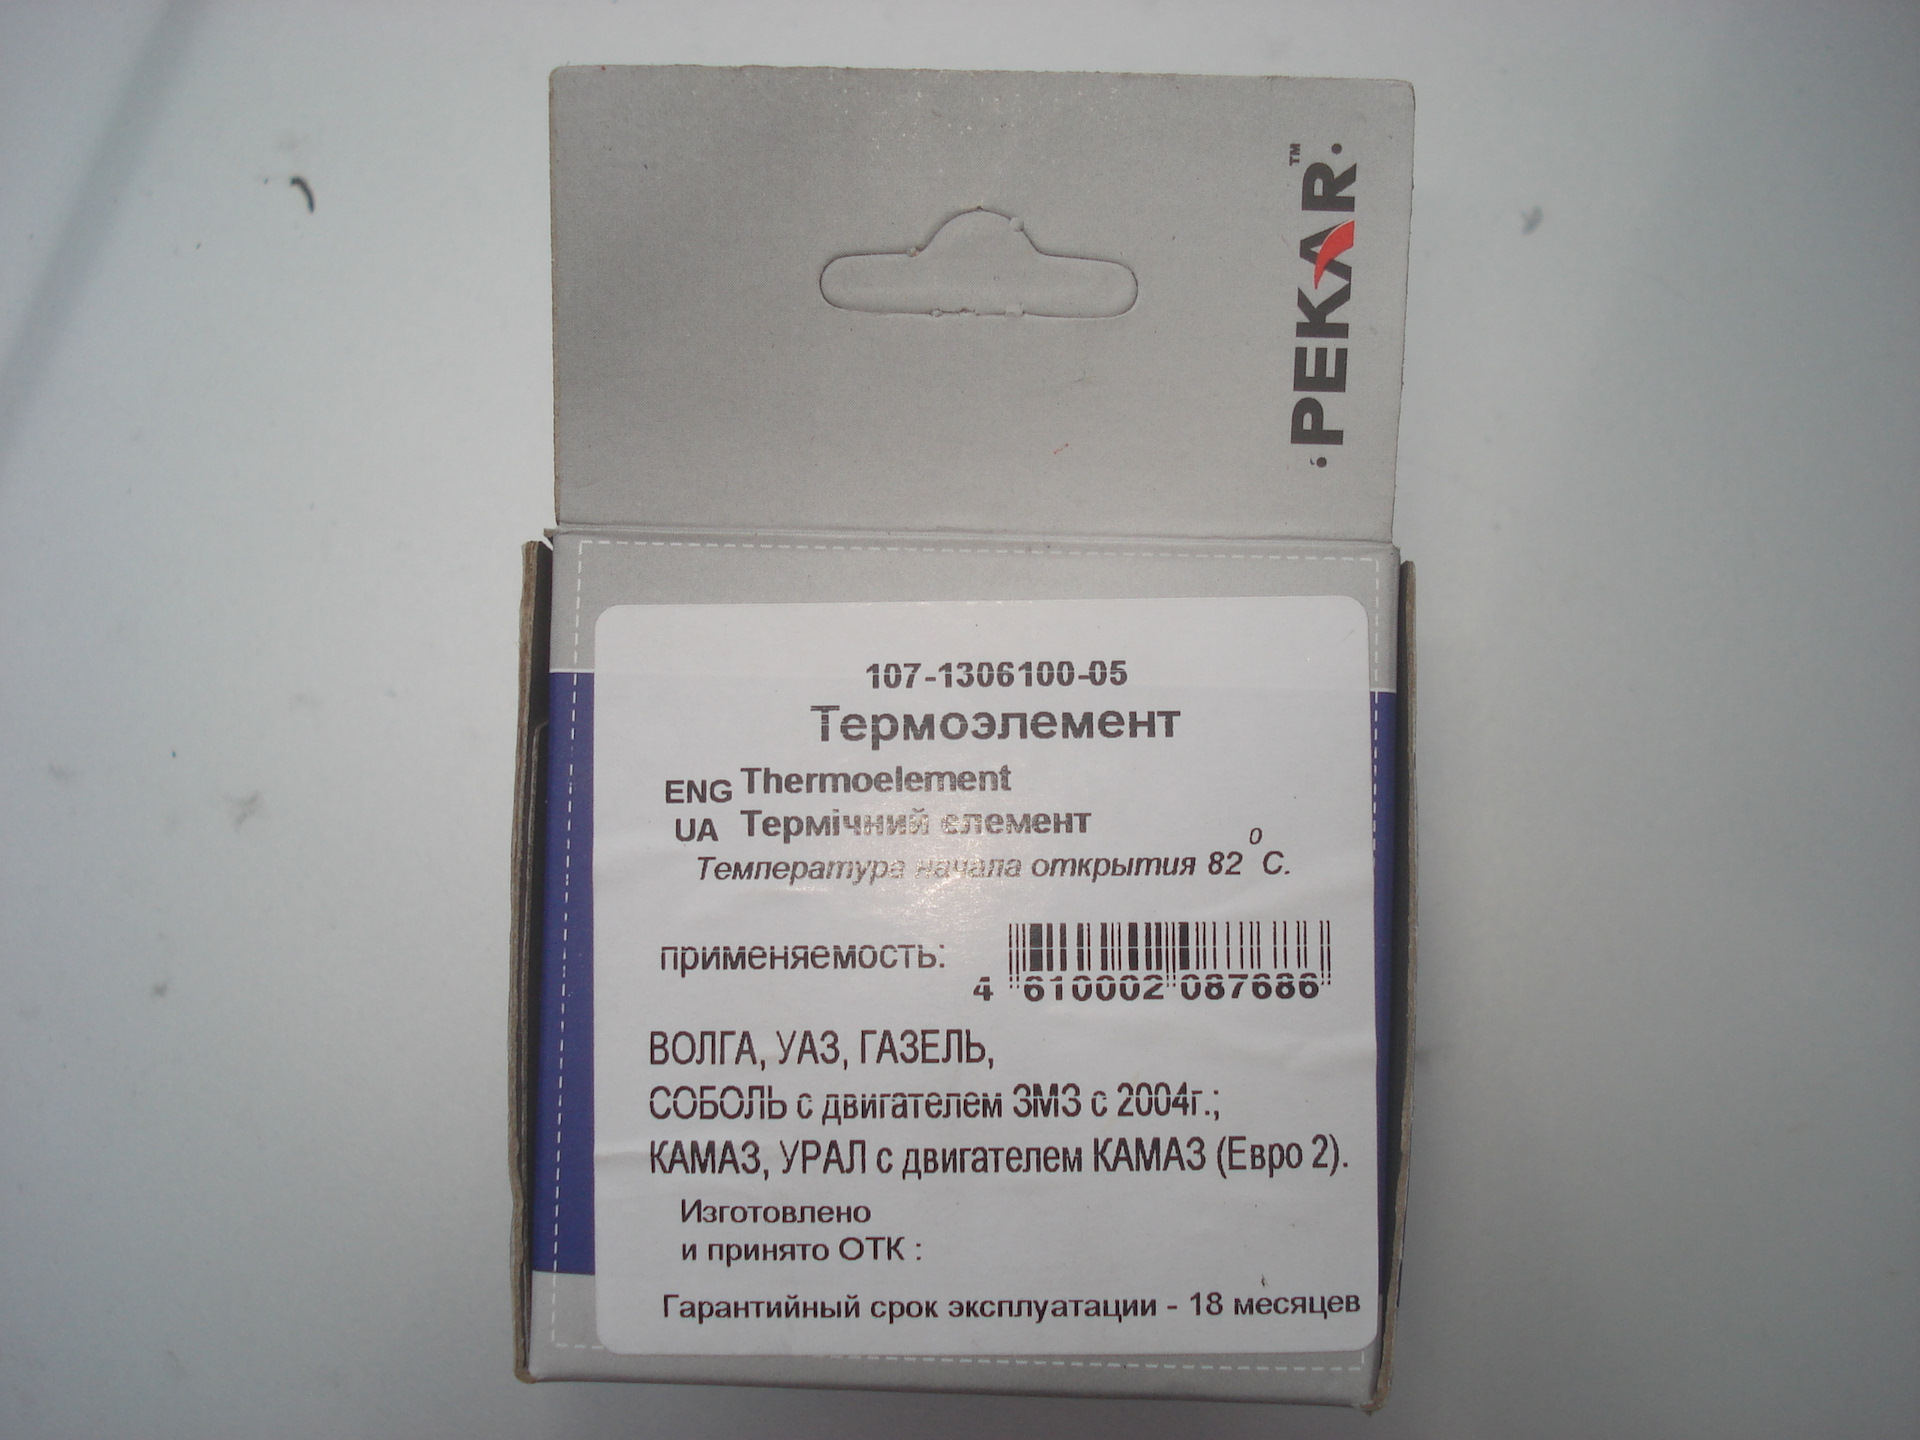 ·PEKAR·™
107-1306100-05
Термоэлемент
ENG Thermoelement
UA Термічний елемент
Температура начала открытия 82 °С.
применяемость:
4 610002 087686
ВОЛГА, УАЗ, ГАЗЕЛЬ,
СОБОЛЬ с двигателем ЗМЗ с 2004г.;
КАМАЗ, УРАЛ с двигателем КАМАЗ (Евро 2).
Изготовлено
и принято ОТК :
Гарантийный срок эксплуатации - 18 месяцев